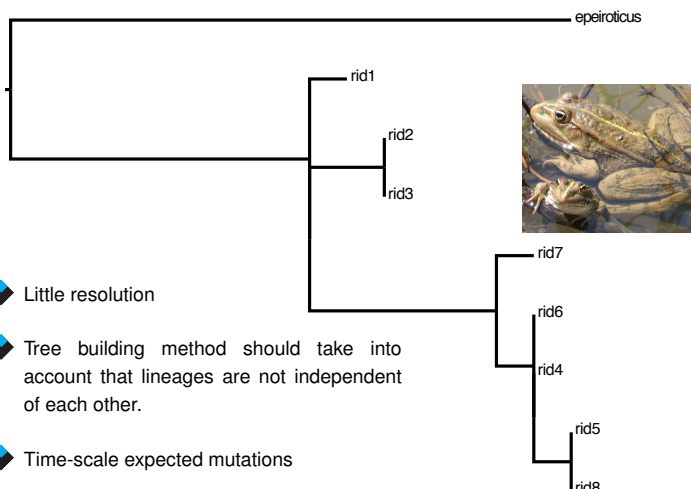 epeiroticus
rid1
rid2
rid3
rid7
rid6
rid4
rid5
rid8
Little resolution
Tree building method should take into
account that lineages are not independent
of each other.
Time-scale expected mutations